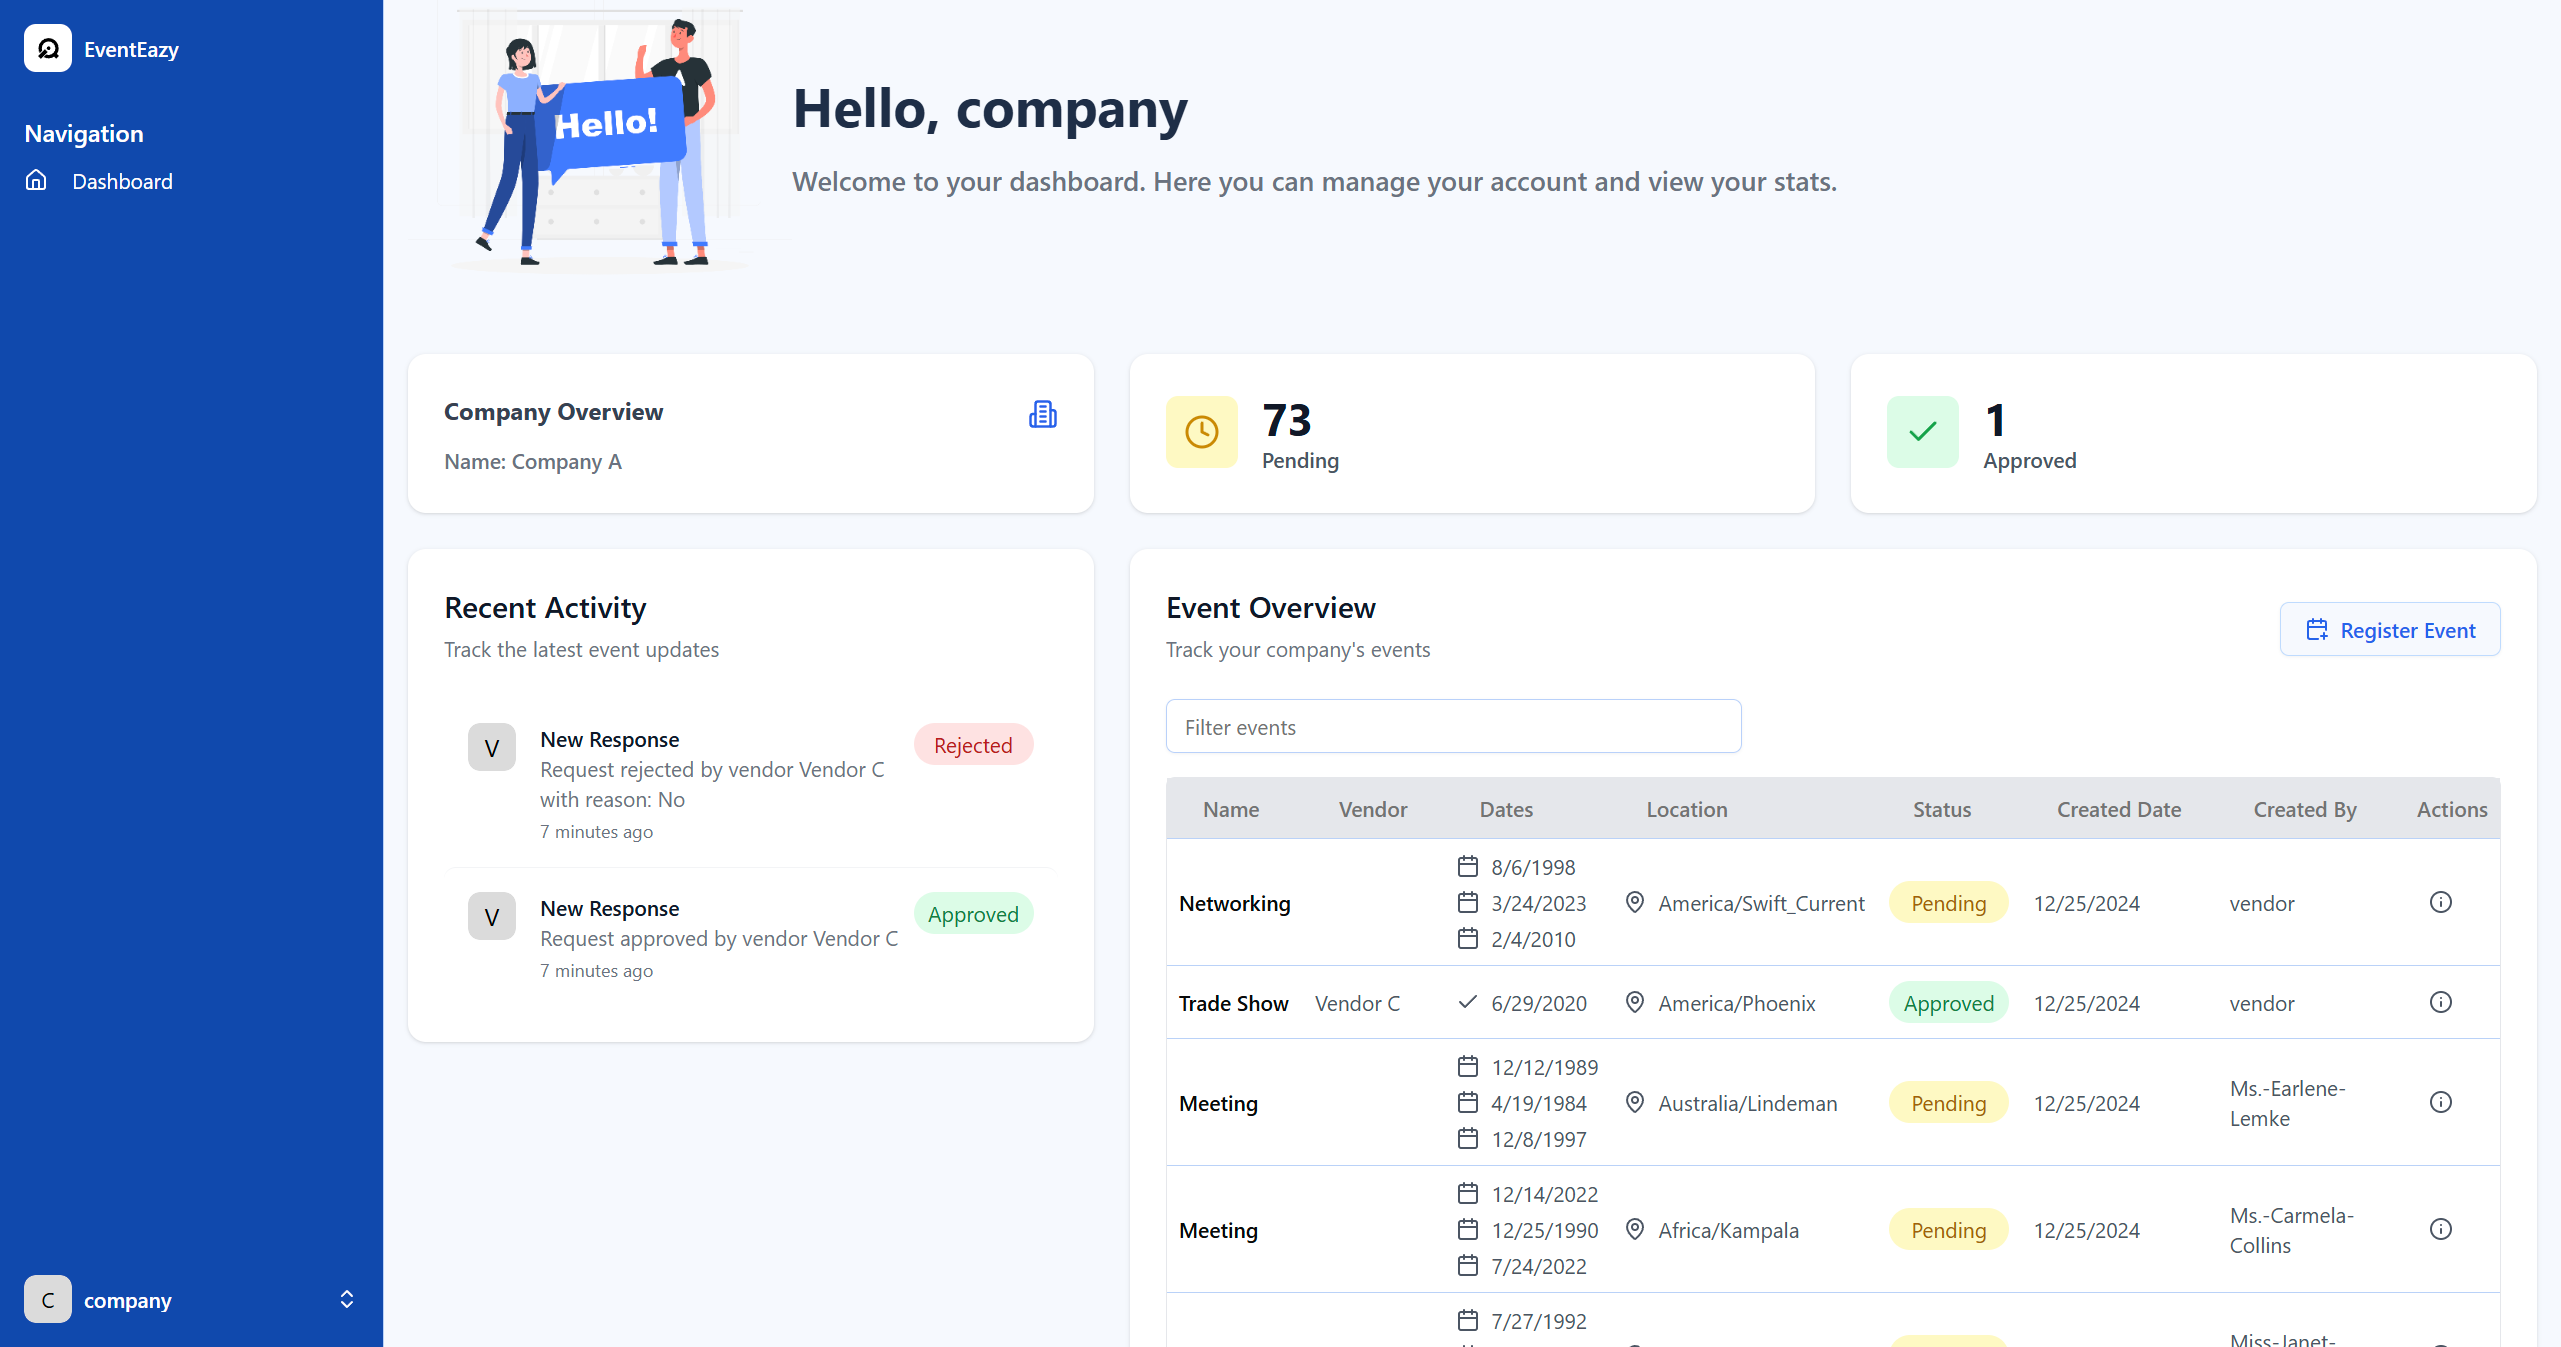 EventEazy
Navigation
Dashboard
company
C
Hello!
Hello, company
Welcome to your dashboard. Here you can manage your account and view your stats.
Company Overview
Name: Company A
73
Pending
1
Approved
Recent Activity
Track the latest event updates
V
New Response
Request rejected by vendor Vendor C
with reason: No
7 minutes ago
Rejected
V
New Response
Request approved by vendor Vendor C
7 minutes ago
Approved
Event Overview
Track your company's events
Register Event
Filter events
Name Vendor Dates Location Status Created Date Created By Actions
8/6/1998
Networking 3/24/2023 America/Swift_Current Pending 12/25/2024 vendor
2/4/2010
Trade Show Vendor C 6/29/2020 America/Phoenix Approved 12/25/2024 vendor
12/12/1989
Meeting 4/19/1984 Australia/Lindeman Pending 12/25/2024 Ms.-Earlene-
Lemke
12/8/1997
12/14/2022
Meeting 12/25/1990 Africa/Kampala Pending 12/25/2024 Ms.-Carmela-
Collins
7/24/2022
7/27/1992
Miss-Janet-